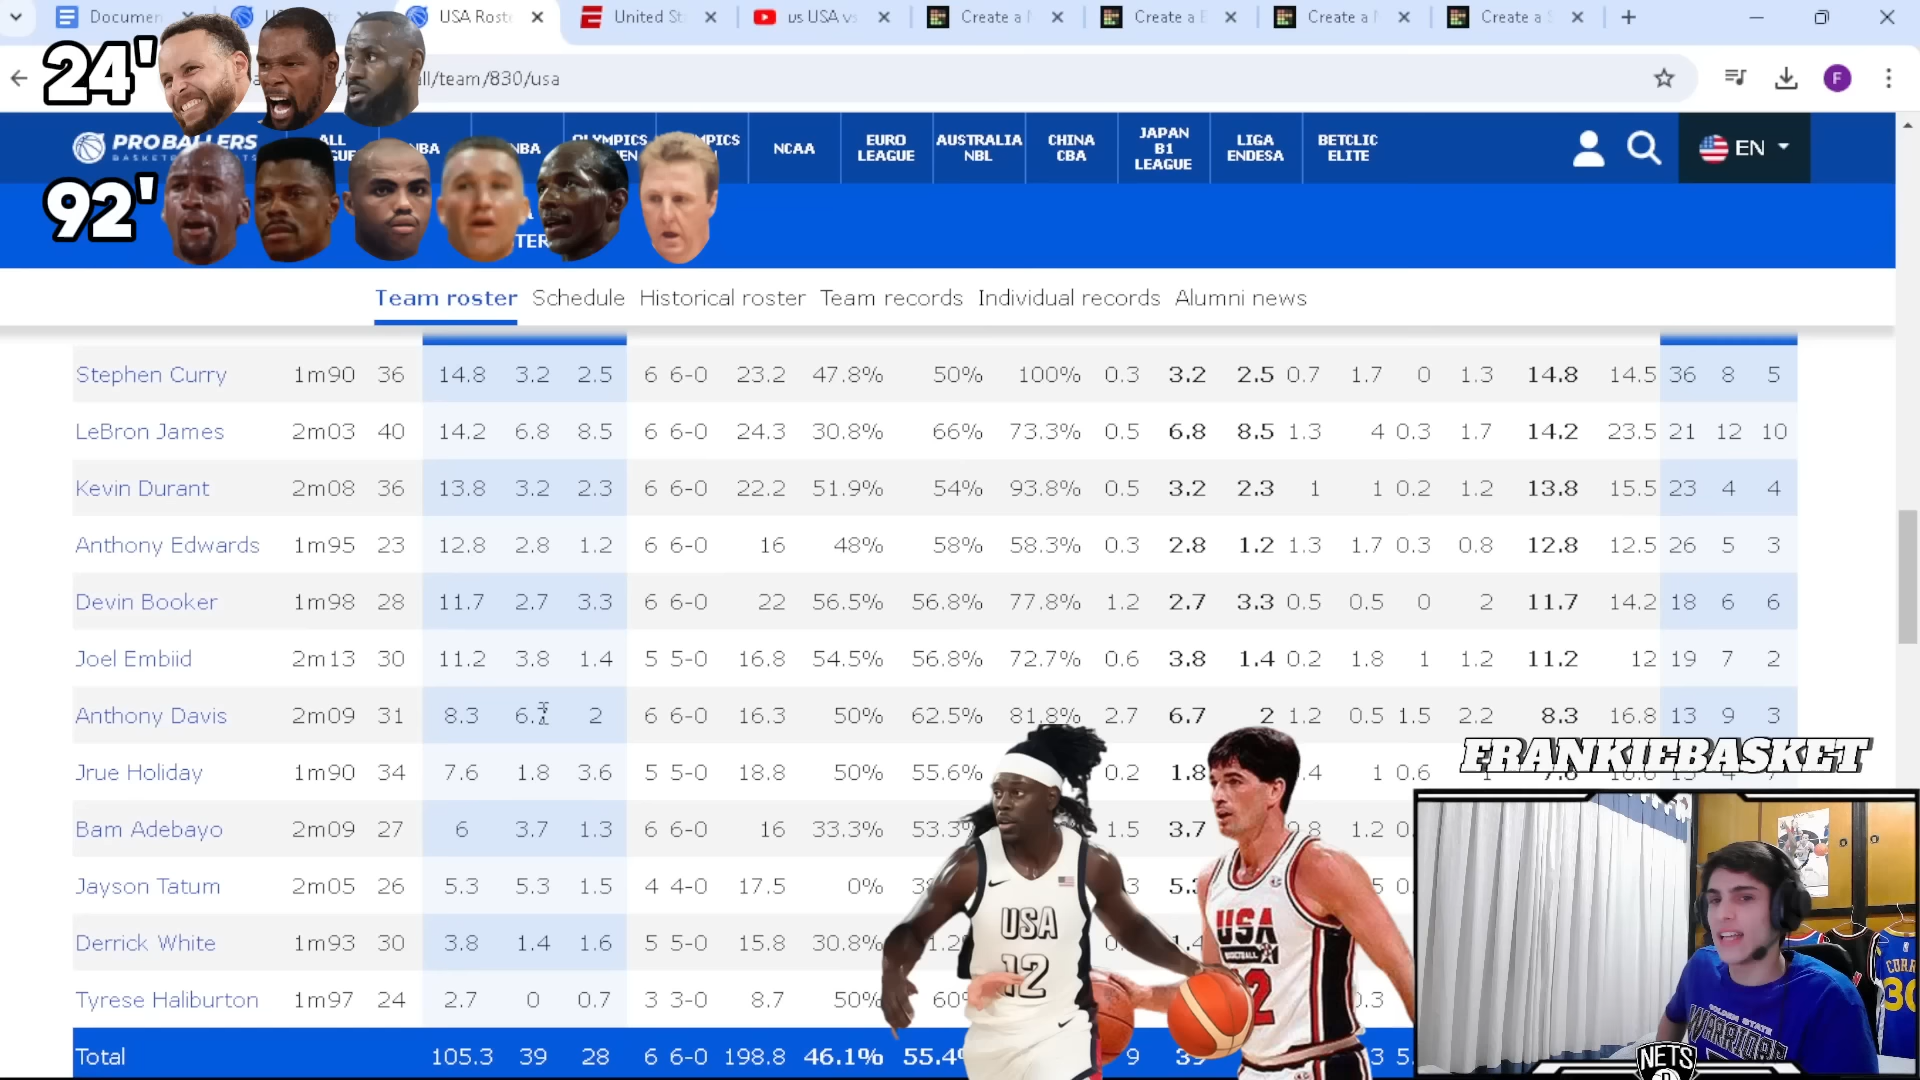 Documen
USA Rost
United St
us USA vs
Create a
Create a
Create a
Create a
24'
/team/830/usa
F
PROBALLERS
ALL
OLYMPICS
NCAA
EURO LEAGUE
AUSTRALIA NBL
CHINA CBA
JAPAN B1 LEAGUE
LIGA ENDESA
BETCLIC ELITE
EN
92'
Team roster Schedule Historical roster Team records Individual records Alumni news
Stephen Curry 1m90 36 14.8 3.2 2.5 6 6-0 23.2 47.8% 50% 100% 0.3 3.2 2.5 0.7 1.7 0 1.3 14.8 14.5 36 8 5
LeBron James 2m03 40 14.2 6.8 8.5 6 6-0 24.3 30.8% 66% 73.3% 0.5 6.8 8.5 1.3 4 0.3 1.7 14.2 23.5 21 12 10
Kevin Durant 2m08 36 13.8 3.2 2.3 6 6-0 22.2 51.9% 54% 93.8% 0.5 3.2 2.3 1 1 0.2 1.2 13.8 15.5 23 4 4
Anthony Edwards 1m95 23 12.8 2.8 1.2 6 6-0 16 48% 58% 58.3% 0.3 2.8 1.2 1.3 1.7 0.3 0.8 12.8 12.5 26 5 3
Devin Booker 1m98 28 11.7 2.7 3.3 6 6-0 22 56.5% 56.8% 77.8% 1.2 2.7 3.3 0.5 0.5 0 2 11.7 14.2 18 6 6
Joel Embiid 2m13 30 11.2 3.8 1.4 5 5-0 16.8 54.5% 56.8% 72.7% 0.6 3.8 1.4 0.2 1.8 1 1.2 11.2 12 19 7 2
Anthony Davis 2m09 31 8.3 6. 2 6 6-0 16.3 50% 62.5% 81.8% 2.7 6.7 2 1.2 0.5 1.5 2.2 8.3 16.8 13 9 3
FRANKIEBASKET
Jrue Holiday 1m90 34 7.6 1.8 3.6 5 5-0 18.8 50% 55.6% 0.2 1.8 .4 1 0.6
Bam Adebayo 2m09 27 6 3.7 1.3 6 6-0 16 33.3% 53.3% 1.5 3.7 0.8 1.2
Jayson Tatum 2m05 26 5.3 5.3 1.5 4 4-0 17.5 0%
Derrick White 1m93 30 3.8 1.4 1.6 5 5-0 15.8 30.8%
Tyrese Haliburton 1m97 24 2.7 0 0.7 3 3-0 8.7 50%
Total 105.3 39 28 6 6-0 198.8 46.1% 55.4% 9
USA
12
USA
BASKETBALL
CURR
30
GOLDEN STATE
WARRIORS
NETS